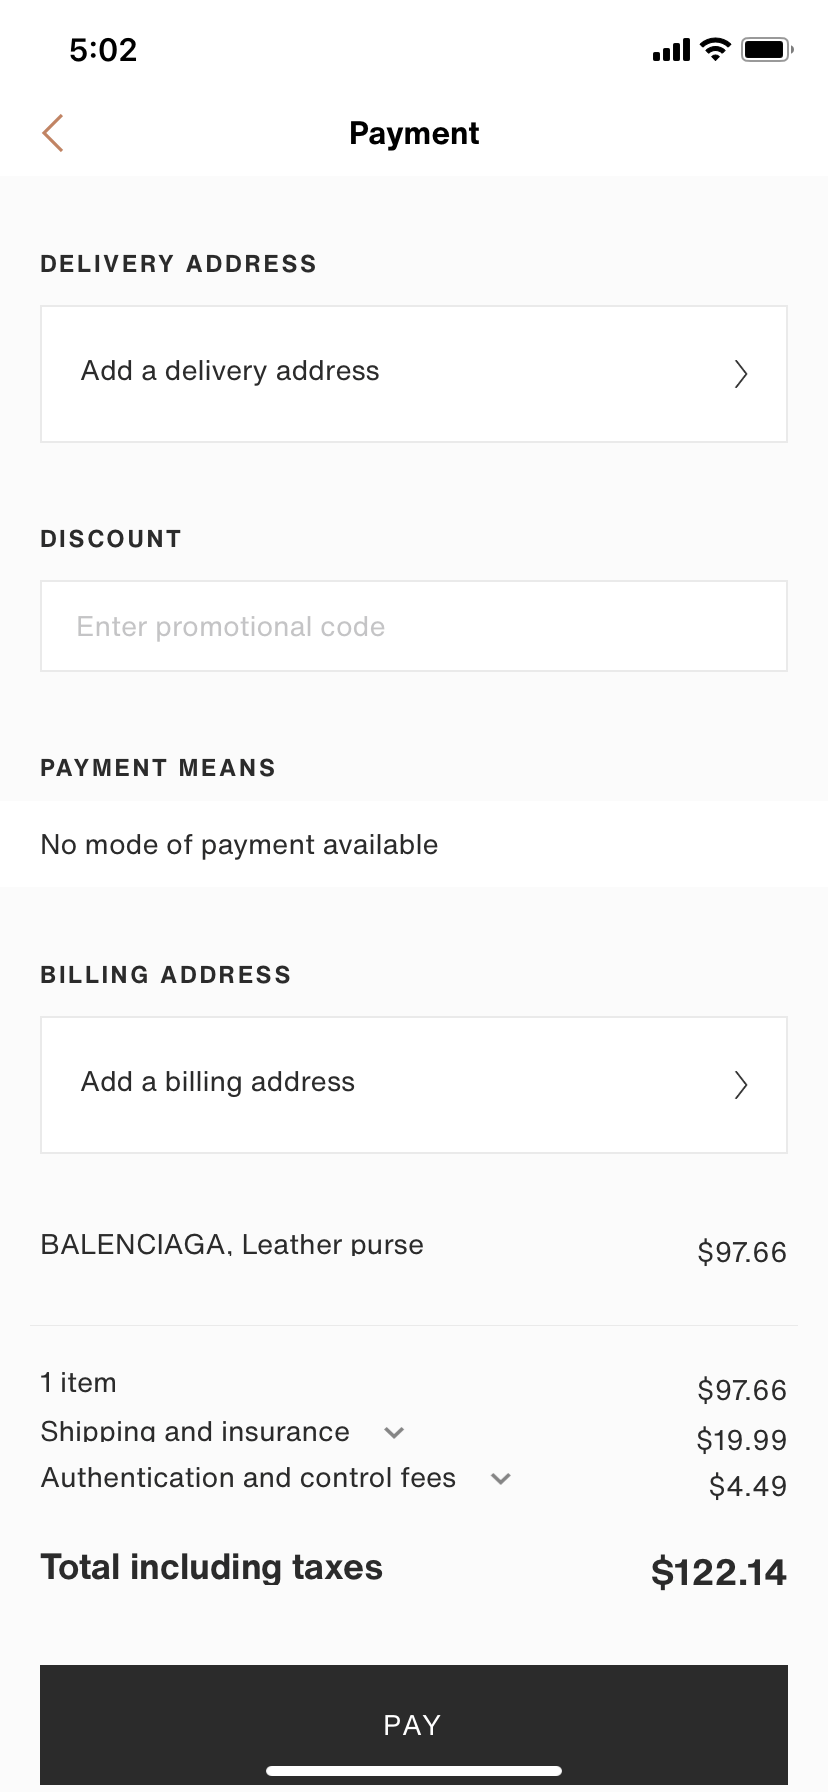 5:02
Payment
DELIVERY ADDRESS
Add a delivery address
DISCOUNT
Enter promotional code
PAYMENT MEANS
No mode of payment available
BILLING ADDRESS
Add a billing address
BALENCIAGA, Leather purse $97.66
1 item $97.66
Shipping and insurance $19.99
Authentication and control fees $4.49
Total including taxes $122.14
PAY